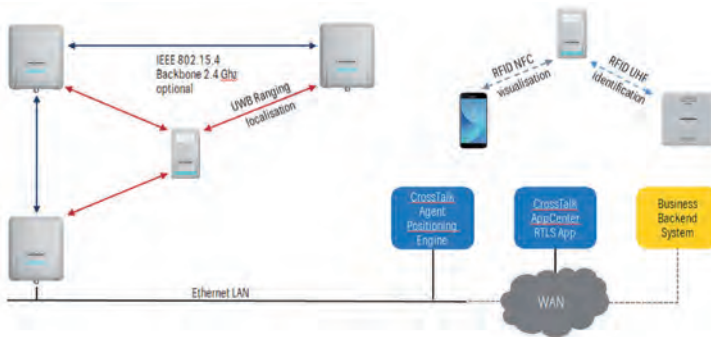 IEEE 802.15.4
Backbone 2.4 Ghz
optional
UWB Ranging
localisation
RFID NFC
visualisation
RFID UHF
identification
CrossTalk
Agent
Positioning
Engine
CrossTalk
AppCenter
RTLS App
Business
Backend
System
Ethernet LAN
WAN